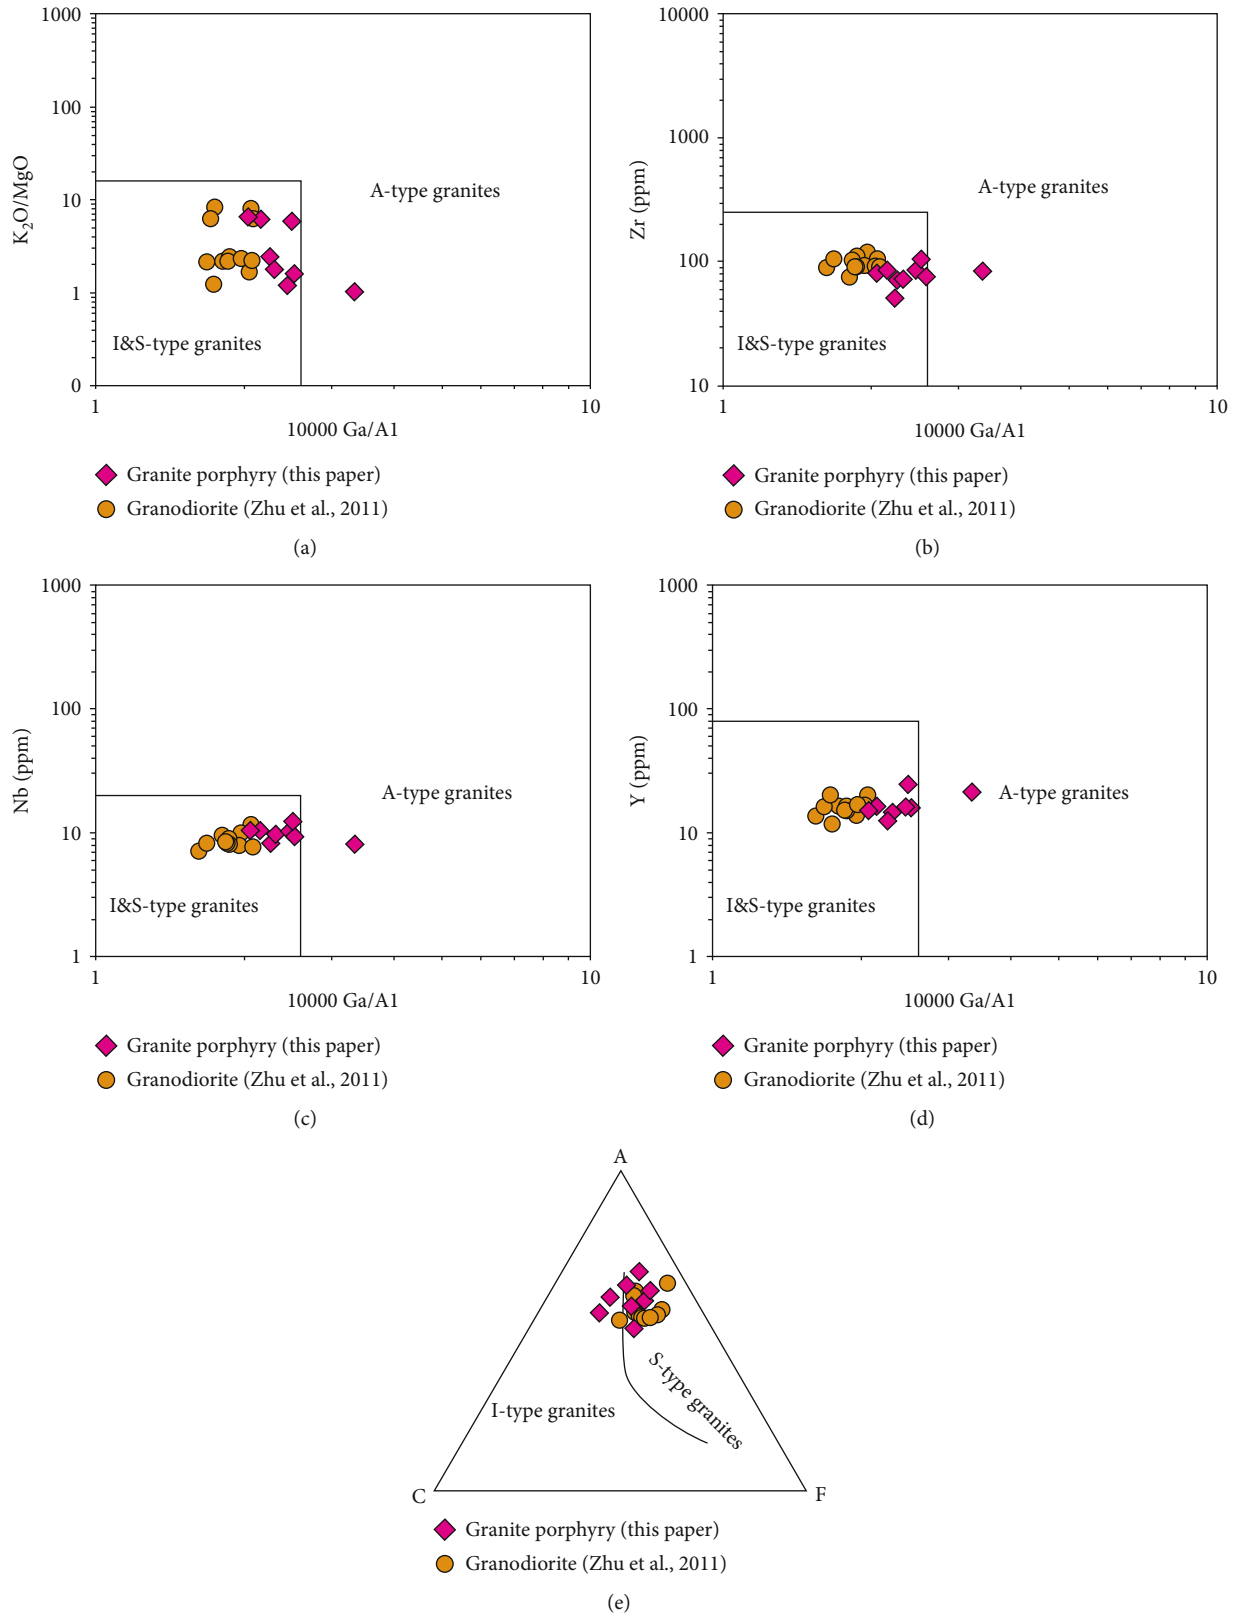 1000
100
10
1
0
K2O/MgO
A-type granites
I&S-type granites
1
10
10000 Ga/A1
Granite porphyry (this paper)
Granodiorite (Zhu et al., 2011)
(a)
10000
1000
100
10
Zr (ppm)
A-type granites
I&S-type granites
1
10
10000 Ga/A1
Granite porphyry (this paper)
Granodiorite (Zhu et al., 2011)
(b)
1000
100
10
1
Nb (ppm)
A-type granites
I&S-type granites
1
10
10000 Ga/A1
Granite porphyry (this paper)
Granodiorite (Zhu et al., 2011)
(c)
1000
100
10
1
Y (ppm)
A-type granites
I&S-type granites
1
10
10000 Ga/A1
Granite porphyry (this paper)
Granodiorite (Zhu et al., 2011)
(d)
A
S-type granites
I-type granites
C
F
Granite porphyry (this paper)
Granodiorite (Zhu et al., 2011)
(e)